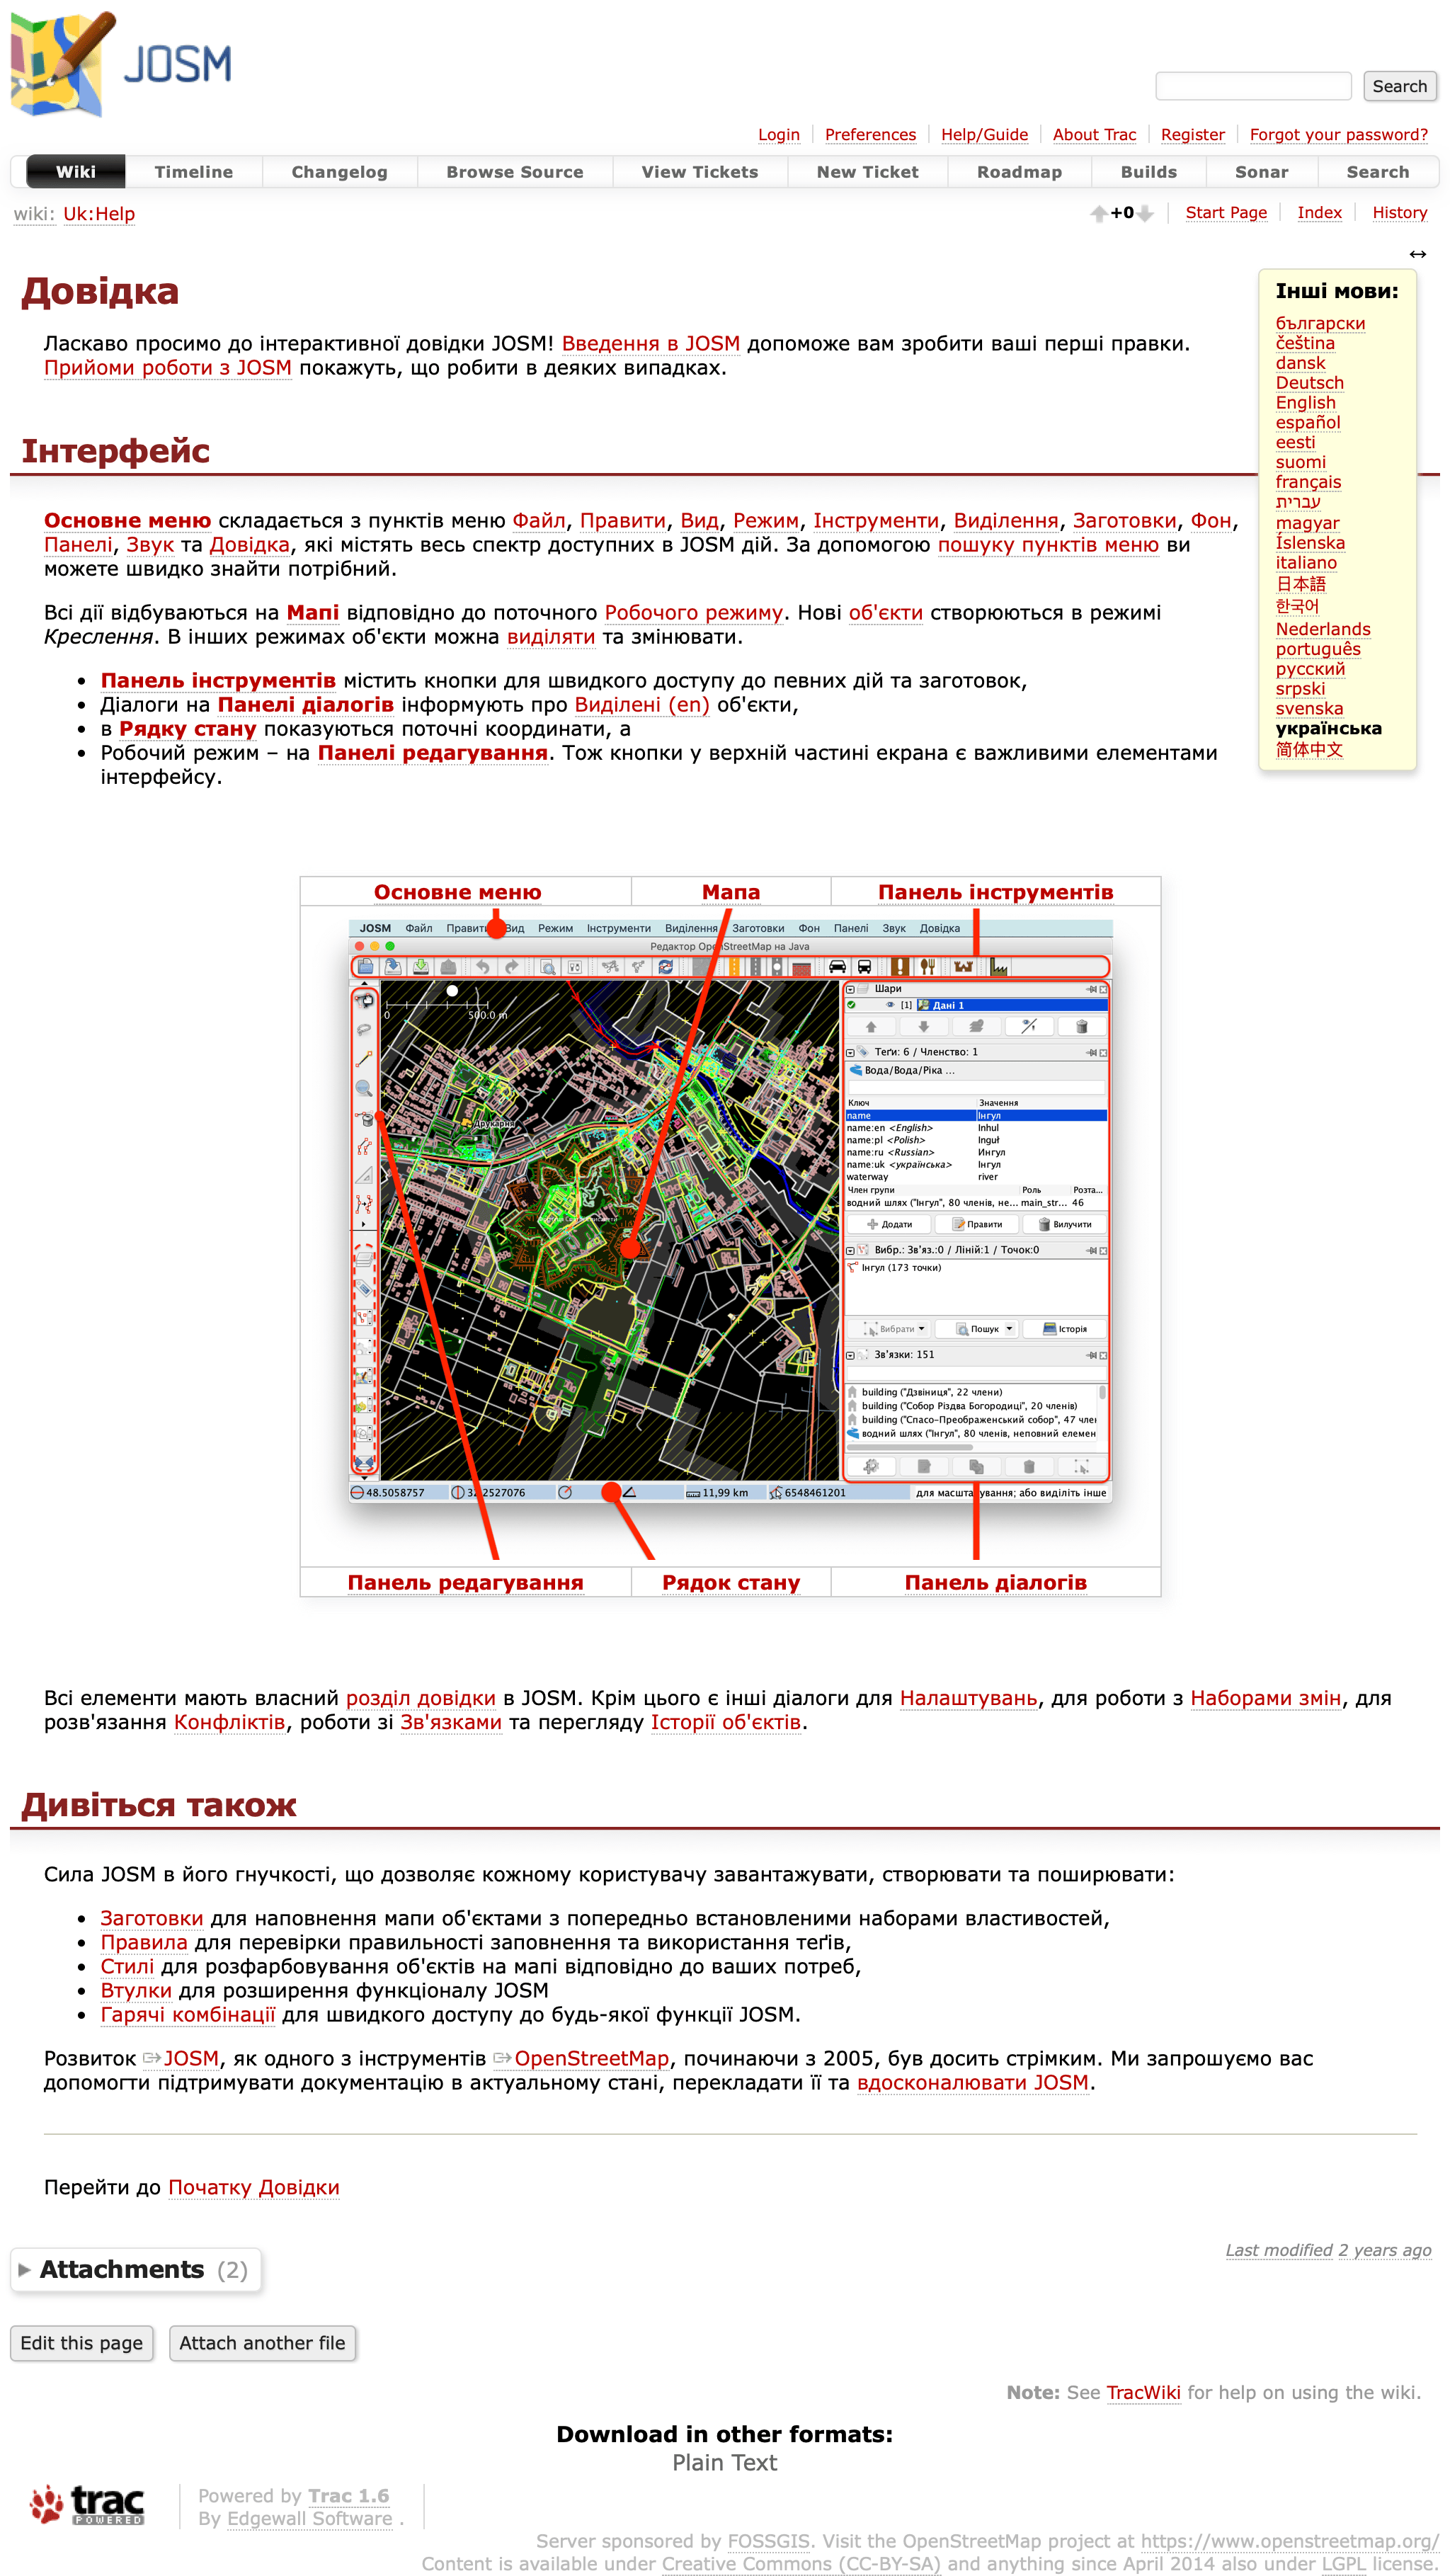 JOSM
Search
Login Preferences Help/Guide About Trac Register Forgot your password?
Wiki Timeline Changelog Browse Source View Tickets New Ticket Roadmap Builds Sonar Search
wiki: Uk:Help
+0 Start Page Index History
↔
Довідка
Ласкаво просимо до інтерактивної довідки JOSM! Введення в JOSM допоможе вам зробити ваші перші правки.
Прийоми роботи з JOSM покажуть, що робити в деяких випадках.
Інші мови:
български
čeština
dansk
Deutsch
English
español
eesti
suomi
français
עברית
magyar
Íslenska
italiano
日本語
한국어
Nederlands
português
русский
srpski
svenska
українська
简体中文
Інтерфейс
Основне меню складається з пунктів меню Файл, Правити, Вид, Режим, Інструменти, Виділення, Заготовки, Фон,
Панелі, Звук та Довідка, які містять весь спектр доступних в JOSM дій. За допомогою пошуку пунктів меню ви
можете швидко знайти потрібний.
Всі дії відбуваються на Мапі відповідно до поточного Робочого режиму. Нові об'єкти створюються в режимі
Креслення. В інших режимах об'єкти можна виділяти та змінювати.
• Панель інструментів містить кнопки для швидкого доступу до певних дій та заготовок,
• Діалоги на Панелі діалогів інформують про Виділені (en) об'єкти,
• в Рядку стану показуються поточні координати, а
• Робочий режим – на Панелі редагування. Тож кнопки у верхній частині екрана є важливими елементами
інтерфейсу.
Основне меню Мапа Панель інструментів
JOSM Файл Правити Вид Режим Інструменти Виділення Заготовки Фон Панелі Звук Довідка
Редактор OpenStreetMap на Java
0 500.0 m
Друкарня
Шари
[1] Дані 1
Теґи: 6 / Членство: 1
Вода/Вода/Ріка ...
Ключ Значення
name Інгул
name:en <English> Inhul
name:pl <Polish> Inguł
name:ru <Russian> Ингул
name:uk <українська> Інгул
waterway river
Член групи Роль Розта...
водний шлях ("Інгул", 80 членів, не... main_str... 46
Додати Правити Вилучити
Вибр.: Зв'яз.:0 / Ліній:1 / Точок:0
Інгул (173 точки)
Вибрати Пошук Історія
Зв'язки: 151
building ("Дзвіниця", 22 члени)
building ("Собор Різдва Богородиці", 20 членів)
building ("Спасо-Преображенський собор", 47 член
водний шлях ("Інгул", 80 членів, неповний елемен
48.5058757 32.2527076 11,99 km 6548461201 для масштабування; або виділіть інше
Панель редагування Рядок стану Панель діалогів
Всі елементи мають власний розділ довідки в JOSM. Крім цього є інші діалоги для Налаштувань, для роботи з Наборами змін, для
розв'язання Конфліктів, роботи зі Зв'язками та перегляду Історії об'єктів.
Дивіться також
Сила JOSM в його гнучкості, що дозволяє кожному користувачу завантажувати, створювати та поширювати:
• Заготовки для наповнення мапи об'єктами з попередньо встановленими наборами властивостей,
• Правила для перевірки правильності заповнення та використання теґів,
• Стилі для розфарбовування об'єктів на мапі відповідно до ваших потреб,
• Втулки для розширення функціоналу JOSM
• Гарячі комбінації для швидкого доступу до будь-якої функції JOSM.
Розвиток JOSM, як одного з інструментів OpenStreetMap, починаючи з 2005, був досить стрімким. Ми запрошуємо вас
допомогти підтримувати документацію в актуальному стані, перекладати її та вдосконалювати JOSM.
Перейти до Початку Довідки
Last modified 2 years ago
Attachments (2)
Edit this page Attach another file
Note: See TracWiki for help on using the wiki.
Download in other formats:
Plain Text
trac POWERED
Powered by Trac 1.6
By Edgewall Software .
Server sponsored by FOSSGIS. Visit the OpenStreetMap project at https://www.openstreetmap.org/
Content is available under Creative Commons (CC-BY-SA) and anything since April 2014 also under LGPL license.